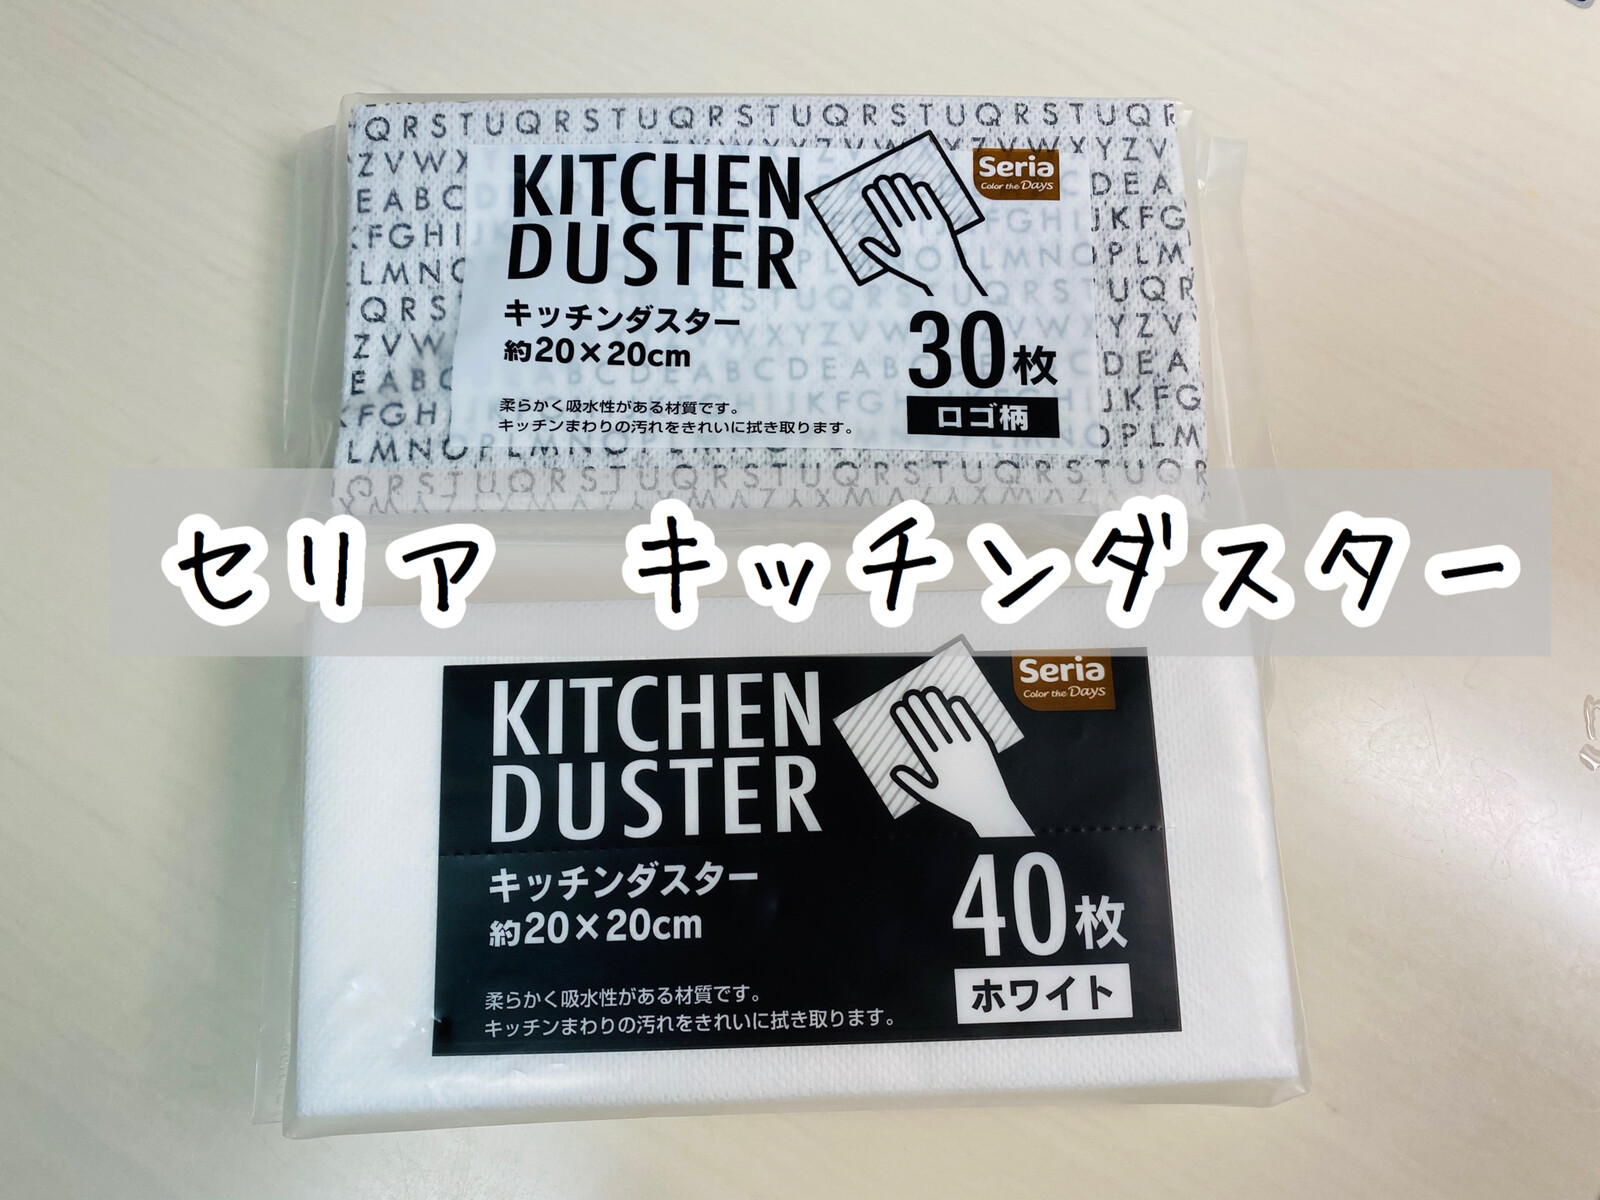 KITCHEN
DUSTER
Seria
Color the Days
キッチンダスター
約20×20cm
30枚
ロゴ柄
柔らかく吸水性がある材質です。
キッチンまわりの汚れをきれいに拭き取ります。
セリア キッチンダスター
KITCHEN
DUSTER
Seria
Color the Days
キッチンダスター
約20×20cm
40枚
ホワイト
柔らかく吸水性がある材質です。
キッチンまわりの汚れをきれいに拭き取ります。